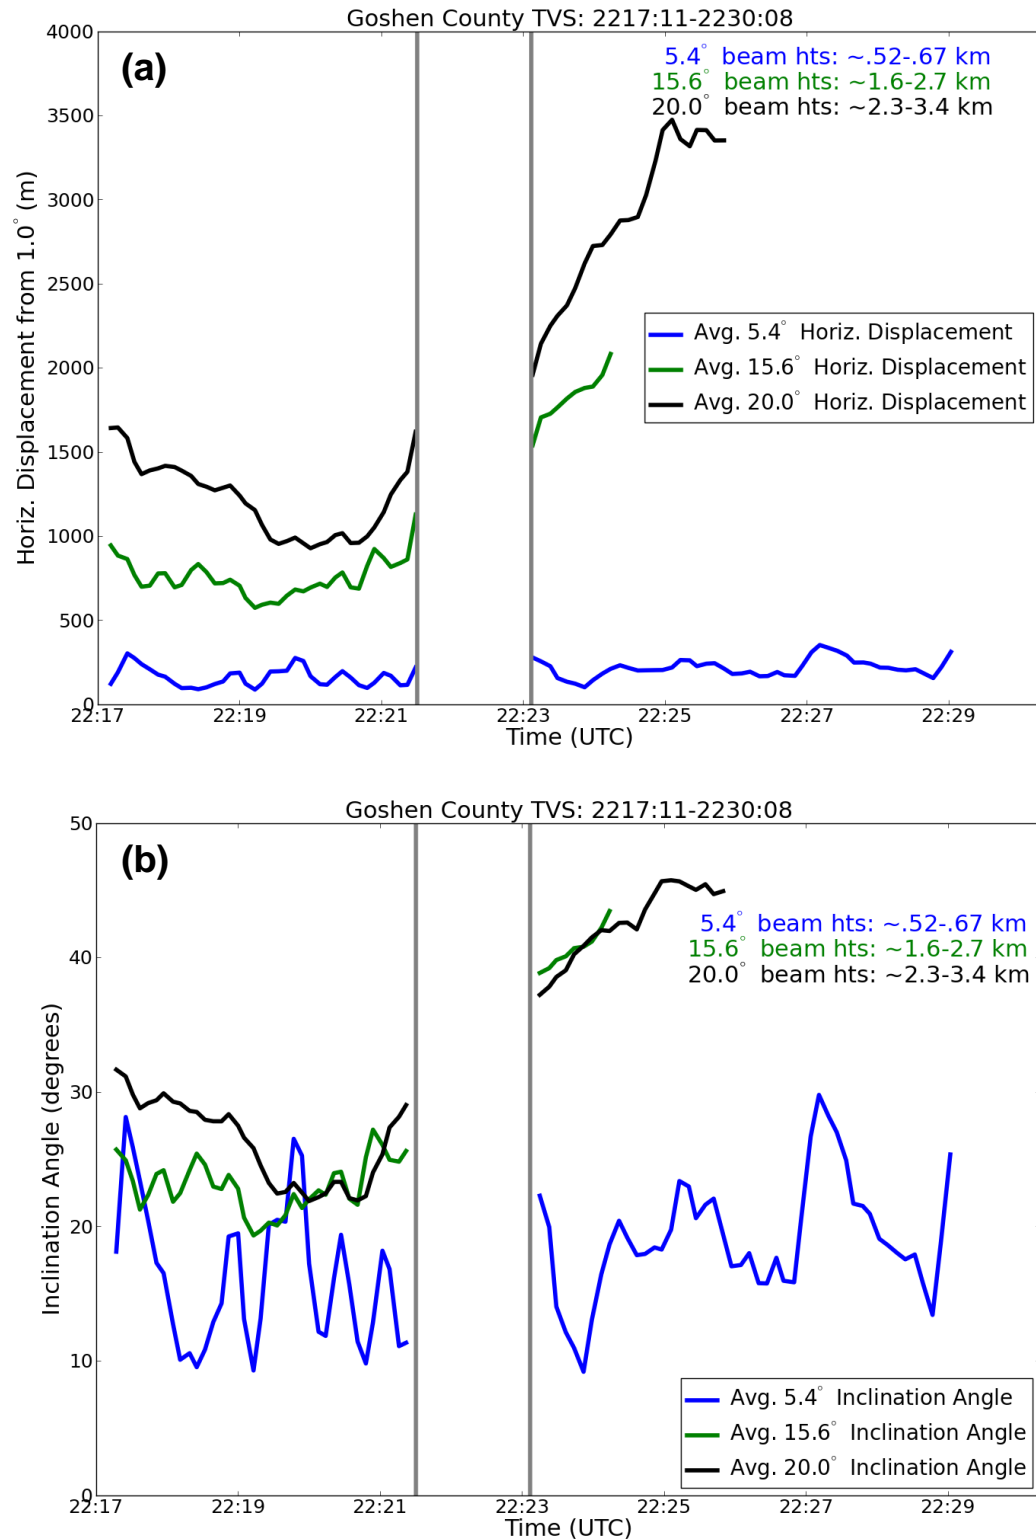 Goshen County TVS: 2217:11-2230:08
(a)
5.4° beam hts: ~.52-.67 km
15.6° beam hts: ~1.6-2.7 km
20.0° beam hts: ~2.3-3.4 km
4000
3500
3000
2500
2000
1500
1000
500
0
Horiz. Displacement from 1.0° (m)
Avg. 5.4° Horiz. Displacement
Avg. 15.6° Horiz. Displacement
Avg. 20.0° Horiz. Displacement
22:17 22:19 22:21 22:23 22:25 22:27 22:29
Time (UTC)
Goshen County TVS: 2217:11-2230:08
(b)
5.4° beam hts: ~.52-.67 km
15.6° beam hts: ~1.6-2.7 km
20.0° beam hts: ~2.3-3.4 km
50
40
30
20
10
0
Inclination Angle (degrees)
Avg. 5.4° Inclination Angle
Avg. 15.6° Inclination Angle
Avg. 20.0° Inclination Angle
22:17 22:19 22:21 22:23 22:25 22:27 22:29
Time (UTC)